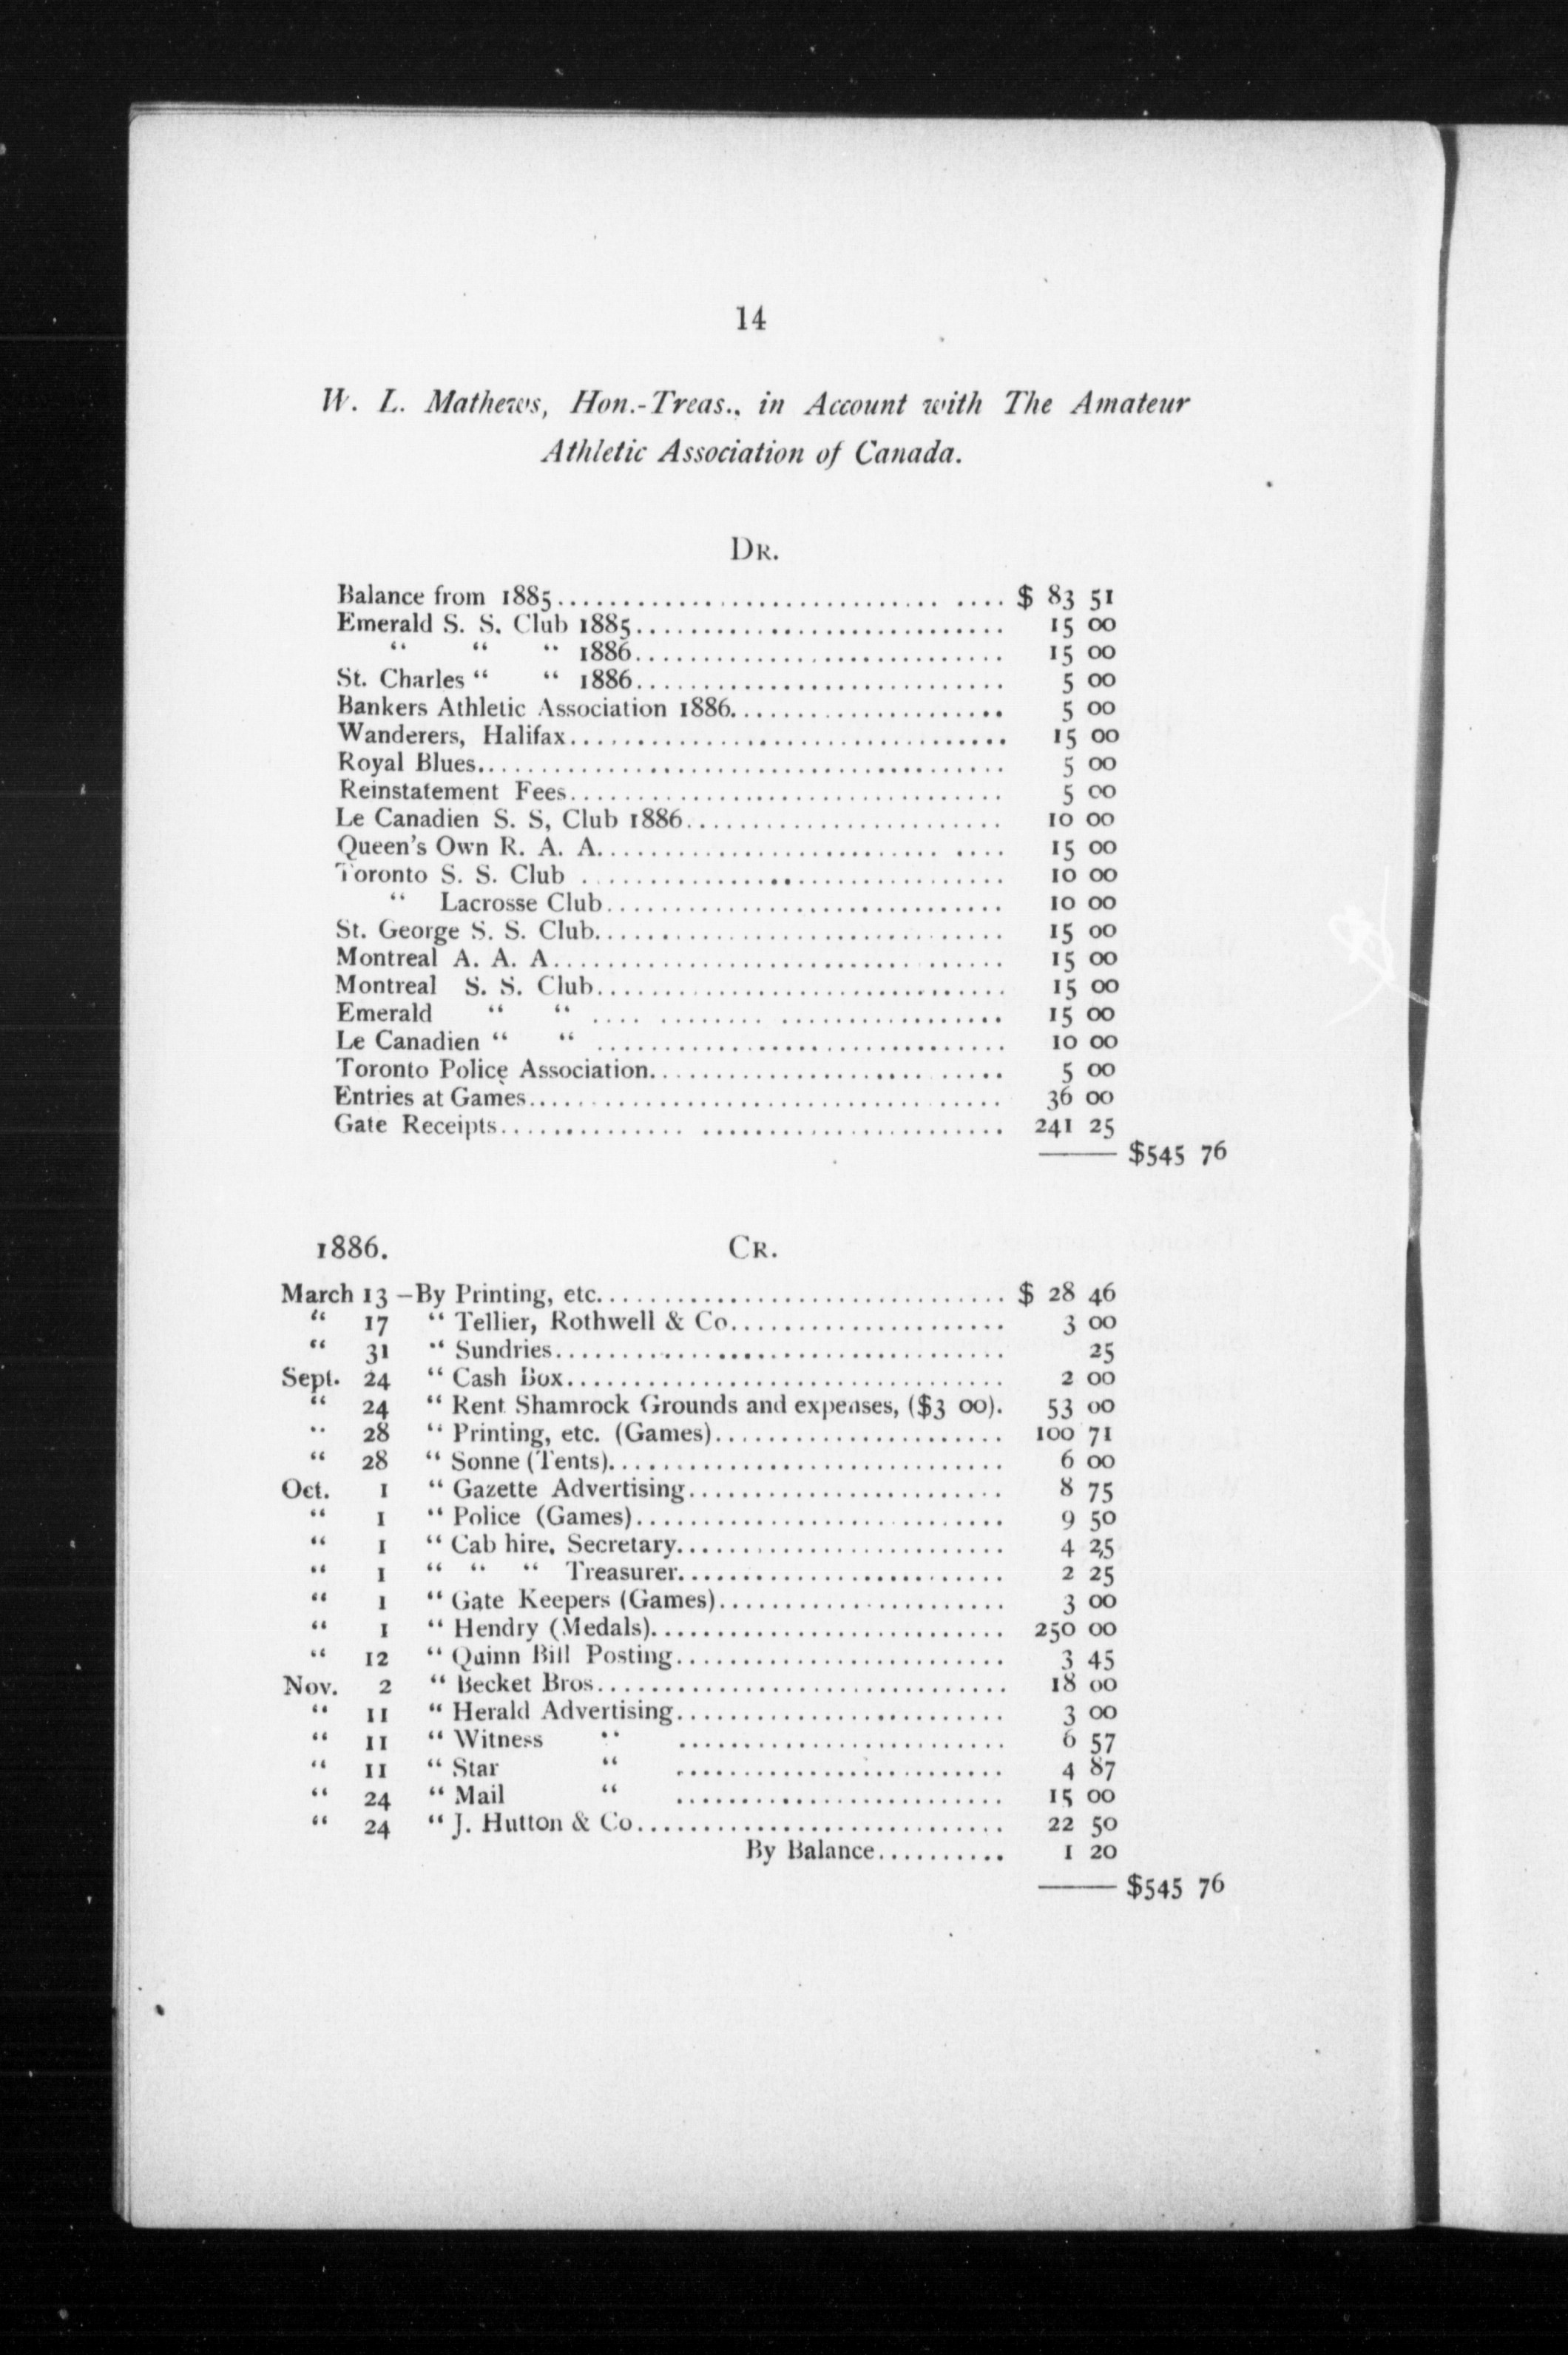 14
W. L. Mathews, Hon.-Treas., in Account with The Amateur
Athletic Association of Canada.
DR.
Balance from 1885.................................. .... $ 83 51
Emerald S. S. Club 1885............................ 15 00
“ “ “ 1886............................ 15 00
St. Charles “ “ 1886............................ 5 00
Bankers Athletic Association 1886..................... 5 00
Wanderers, Halifax................................. 15 00
Royal Blues........................................ 5 00
Reinstatement Fees................................. 5 00
Le Canadien S. S, Club 1886........................ 10 00
Queen's Own R. A. A.......................... .... 15 00
Toronto S. S. Club ................................ 10 00
“ Lacrosse Club.............................. 10 00
St. George S. S. Club............................... 15 00
Montreal A. A. A.................................. 15 00
Montreal S. S. Club............................... 15 00
Emerald “ “ .... ........ ................. 15 00
Le Canadien “ “ ............................... 10 00
Toronto Police Association........................... 5 00
Entries at Games.................................... 36 00
Gate Receipts.............. ....................... 241 25
$545 76
1886. CR.
March 13 —By Printing, etc............................... $ 28 46
“ 17 “ Tellier, Rothwell & Co..................... 3 00
“ 31 “ Sundries.................................. 25
Sept. 24 “ Cash Box................................. 2 00
“ 24 “ Rent Shamrock Grounds and expenses, ($3 00). 53 00
“ 28 “ Printing, etc. (Games)...................... 100 71
“ 28 “ Sonne (Tents).............................. 6 00
Oct. 1 “ Gazette Advertising........................ 8 75
“ 1 “ Police (Games)............................ 9 50
“ 1 “ Cab hire, Secretary......................... 4 25
“ 1 “ “ “ Treasurer......................... 2 25
“ 1 “ Gate Keepers (Games)...................... 3 00
“ 1 “ Hendry (Medals)........................... 250 00
“ 12 “ Quinn Bill Posting......................... 3 45
Nov. 2 “ Becket Bros............................... 18 00
“ 11 “ Herald Advertising......................... 3 00
“ 11 “ Witness “ ......................... 6 57
“ 11 “ Star “ ......................... 4 87
“ 24 “ Mail “ ......................... 15 00
“ 24 “ J. Hutton & Co............................ 22 50
By Balance.......... 1 20
$545 76